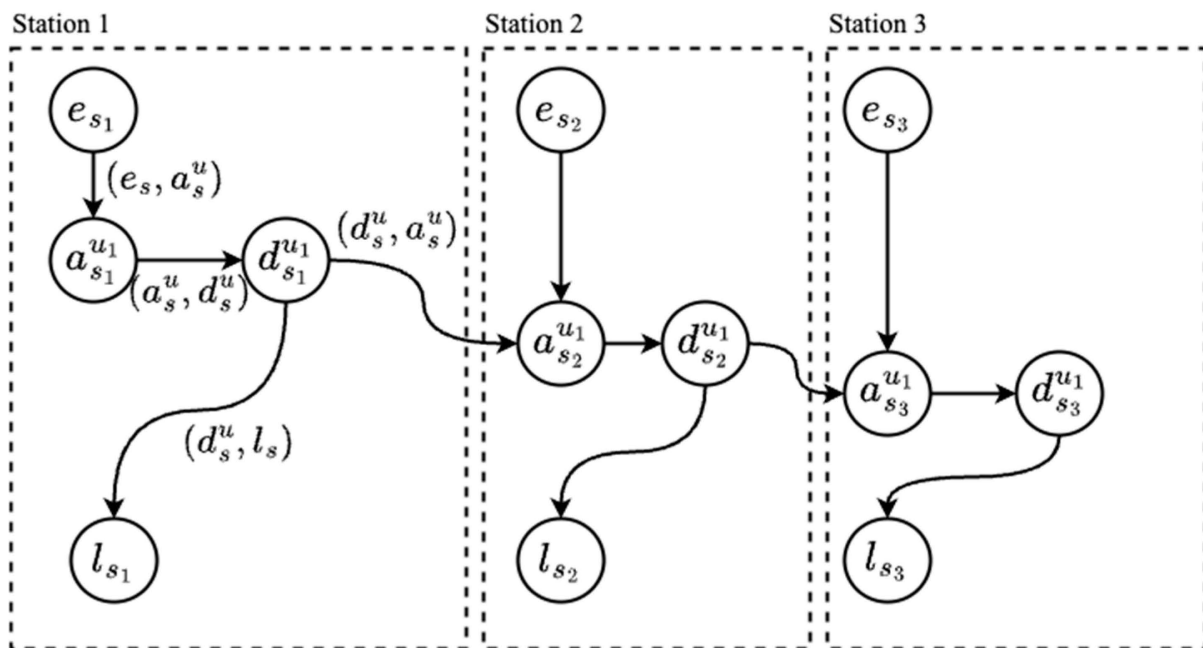 Station 1
Station 2
Station 3
e_{s_1}
e_{s_2}
e_{s_3}
(e_s, a_s^u)
a_{s_1}^{u_1}
d_{s_1}^{u_1}
(d_s^u, a_s^u)
(a_s^u, d_s^u)
a_{s_2}^{u_1}
d_{s_2}^{u_1}
a_{s_3}^{u_1}
d_{s_3}^{u_1}
(d_s^u, l_s)
l_{s_1}
l_{s_2}
l_{s_3}